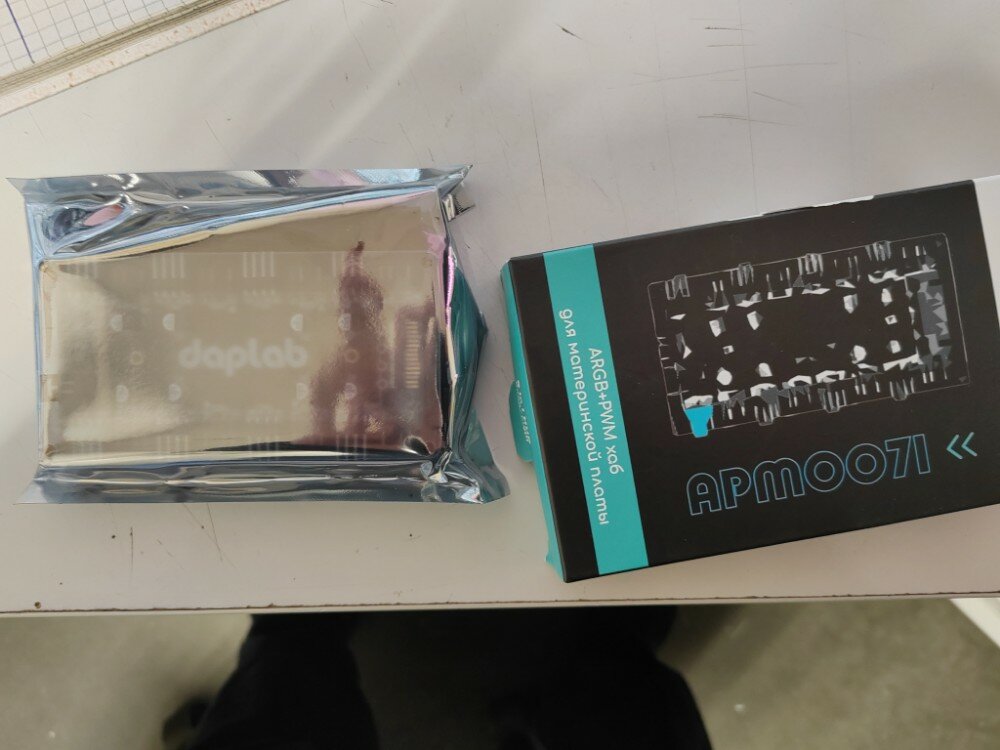 daplab
ARGB+PWM хаб
для материнской платы
APM0071